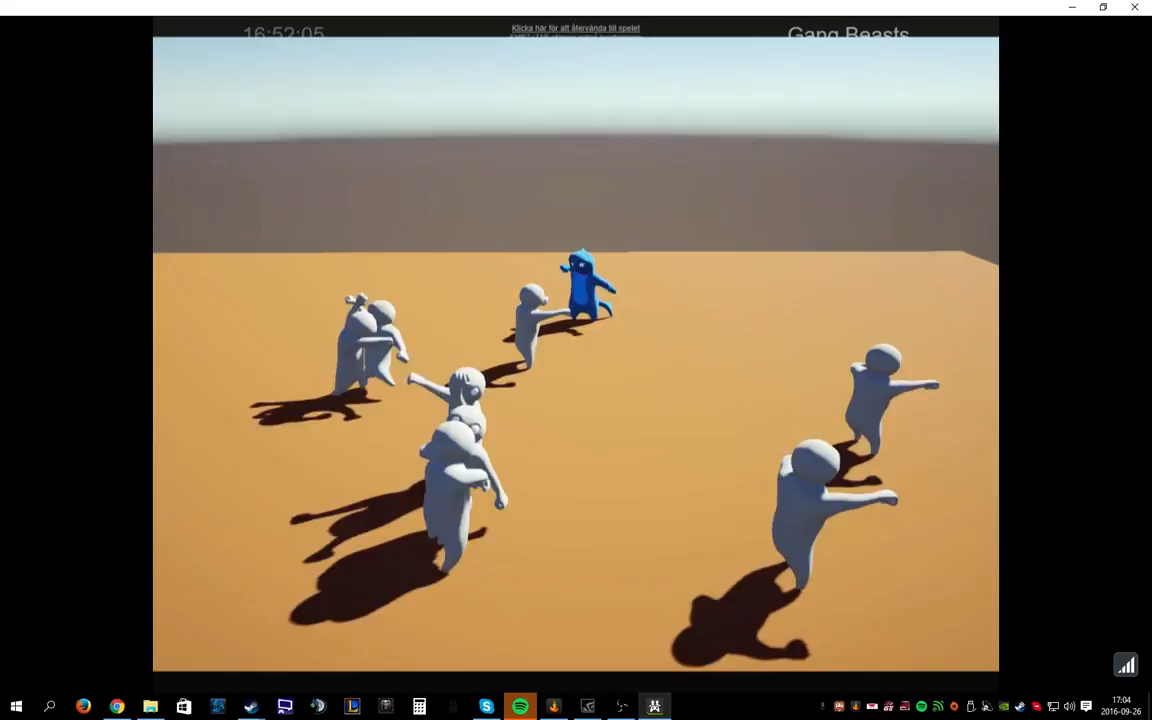 16:52:05
Klicka här för att återvända till spelet
Gang Beasts
17:04
2016-09-26